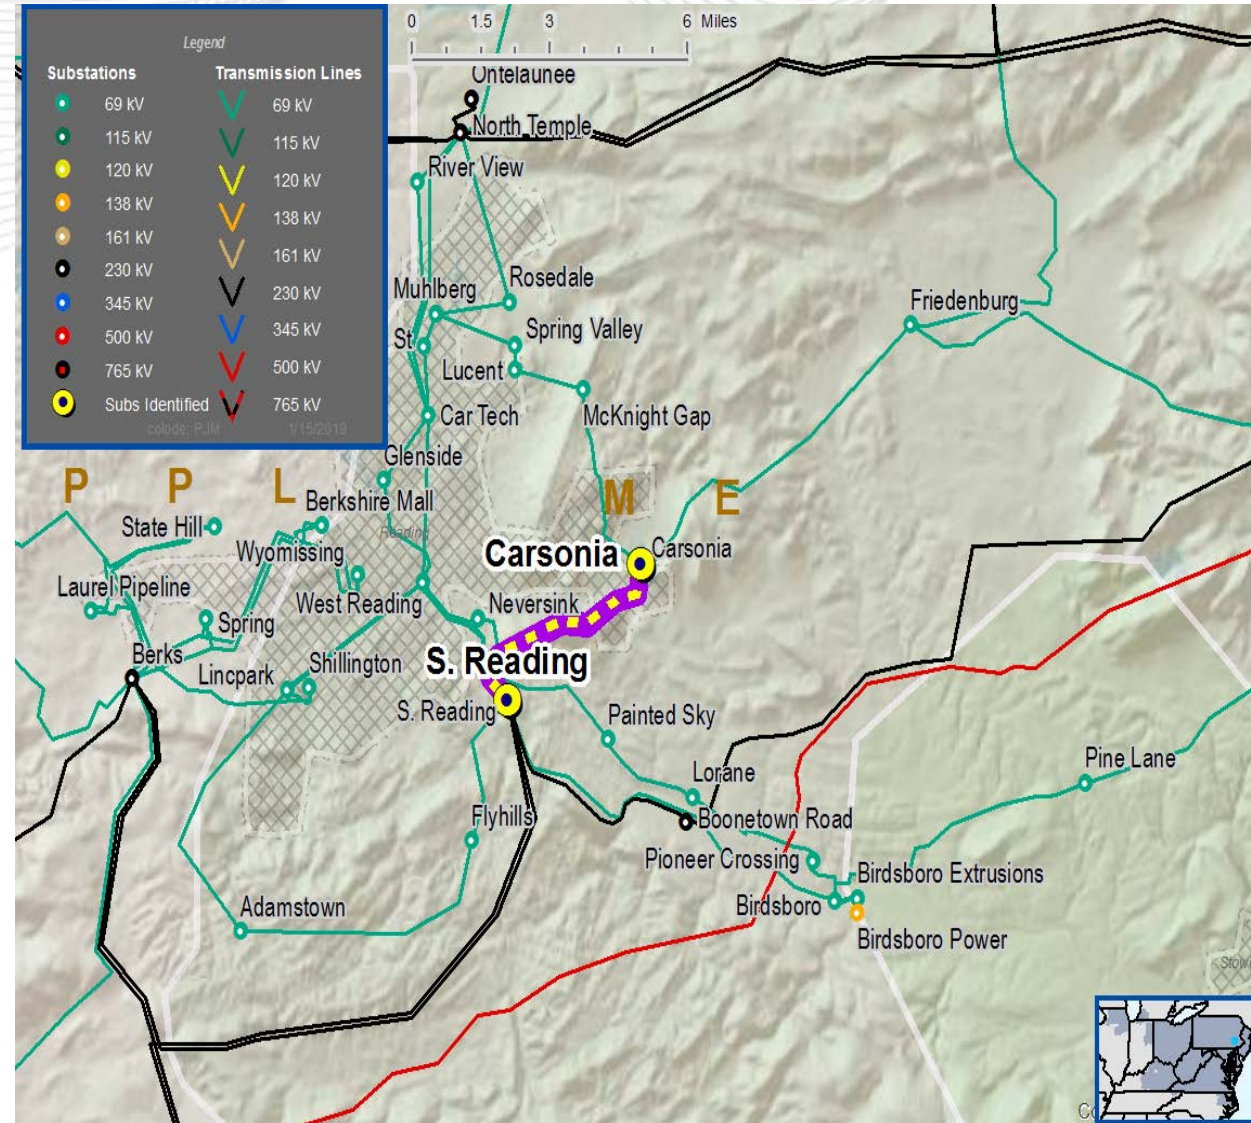 Legend
Substations
Transmission Lines
69 kV
69 kV
115 kV
115 kV
120 kV
120 kV
138 kV
138 kV
161 kV
161 kV
230 kV
230 kV
345 kV
345 kV
500 kV
500 kV
765 kV
765 kV
Subs Identified
1/15/2019
0 1.5 3 6 Miles
Ontelaunee
North Temple
River View
Muhlberg
Rosedale
Friedenburg
St
Spring Valley
Lucent
Car Tech
McKnight Gap
Glenside
P P L
M E
Berkshire Mall
State Hill
Reading
Wyomissing
Carsonia
Carsonia
Laurel Pipeline
West Reading
Neversink
Spring
Berks
Lincpark
Shillington
S. Reading
S. Reading
Painted Sky
Lorane
Pine Lane
Flyhills
Boonetown Road
Pioneer Crossing
Birdsboro Extrusions
Birdsboro
Adamstown
Birdsboro Power